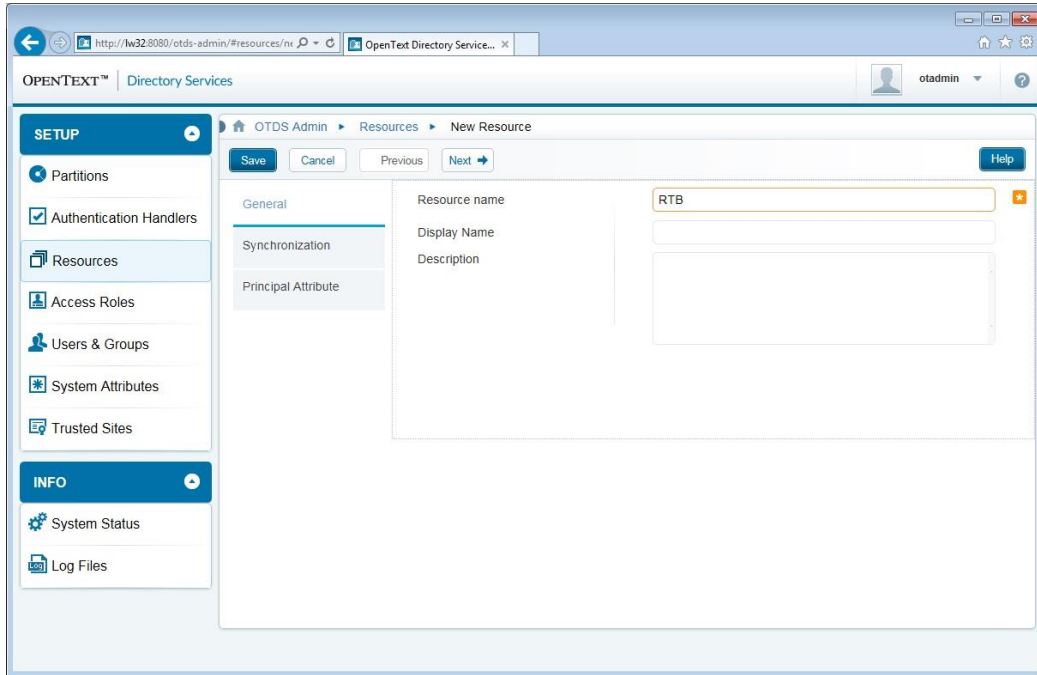 http://lw32:8080/otds-admin/#resources/ne
OpenText Directory Service...
OPENTEXT™ | Directory Services
otadmin
SETUP
Partitions
Authentication Handlers
Resources
Access Roles
Users & Groups
System Attributes
Trusted Sites
INFO
System Status
Log
Log Files
OTDS Admin ▸ Resources ▸ New Resource
Save Cancel Previous Next Help
General
Synchronization
Principal Attribute
Resource name RTB
Display Name
Description